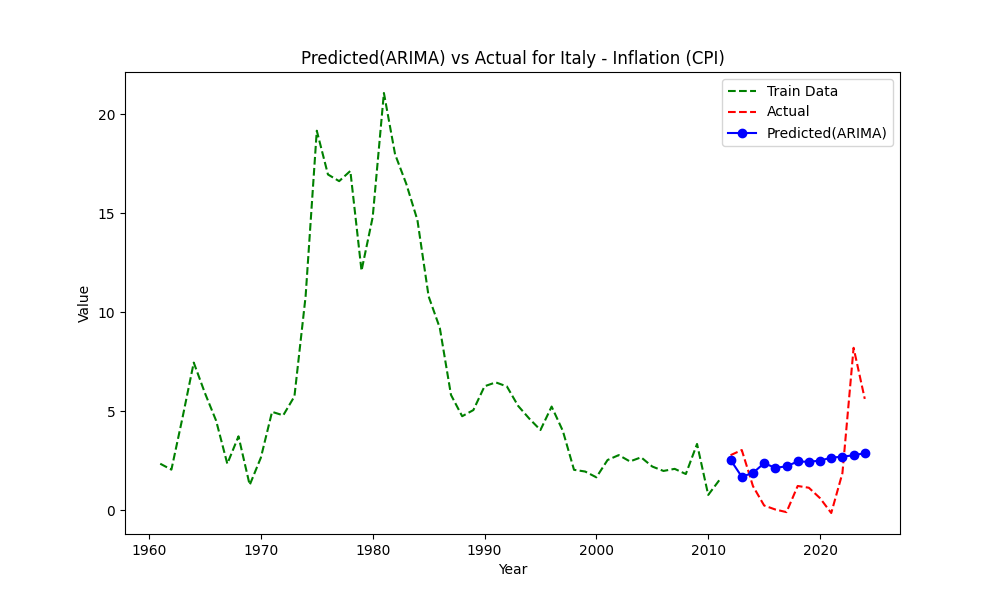 Predicted(ARIMA) vs Actual for Italy - Inflation (CPI)
Train Data
Actual
Predicted(ARIMA)
Value
20
15
10
5
0
1960
1970
1980
1990
2000
2010
2020
Year